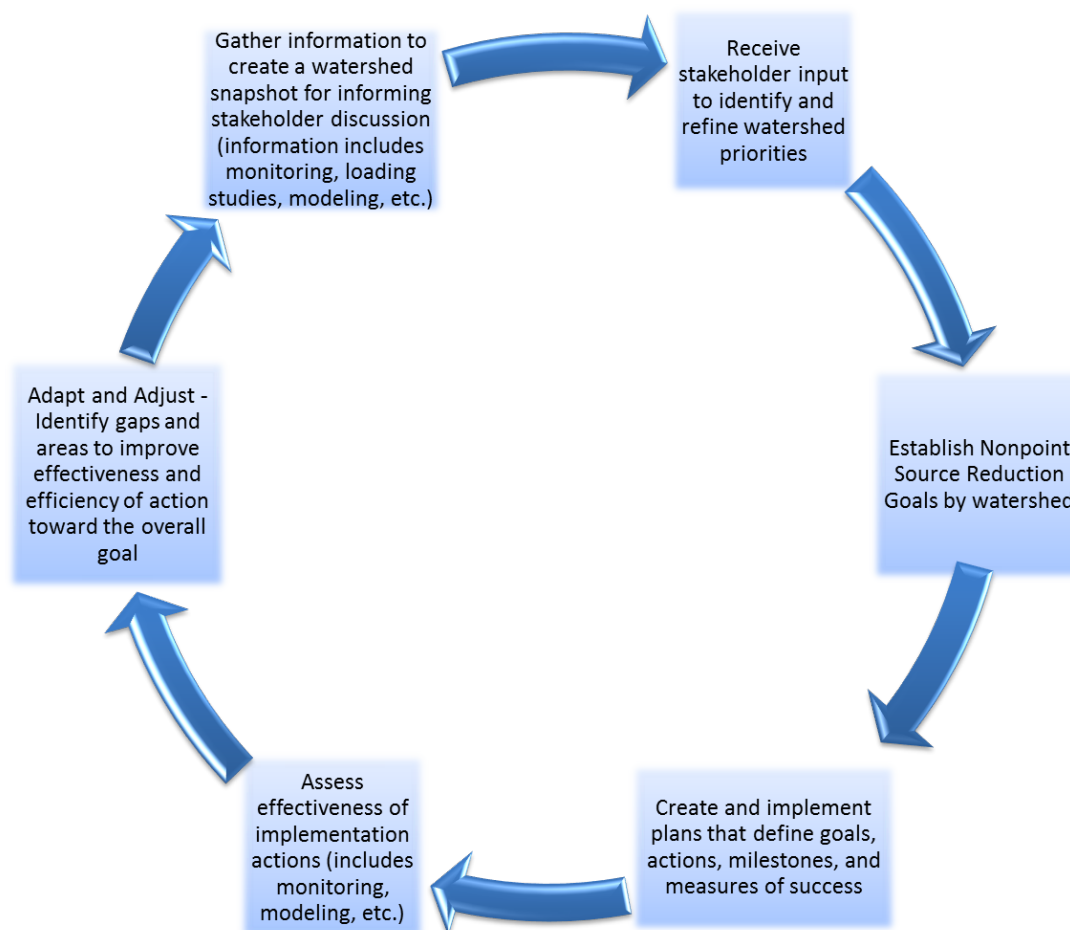 Gather information to
create a watershed
snapshot for informing
stakeholder discussion
(information includes
monitoring, loading
studies, modeling, etc.)
Receive
stakeholder input
to identify and
refine watershed
priorities
Establish Nonpoint
Source Reduction
Goals by watershed
Create and implement
plans that define goals,
actions, milestones, and
measures of success
Assess
effectiveness of
implementation
actions (includes
monitoring,
modeling, etc.)
Adapt and Adjust -
Identify gaps and
areas to improve
effectiveness and
efficiency of action
toward the overall
goal